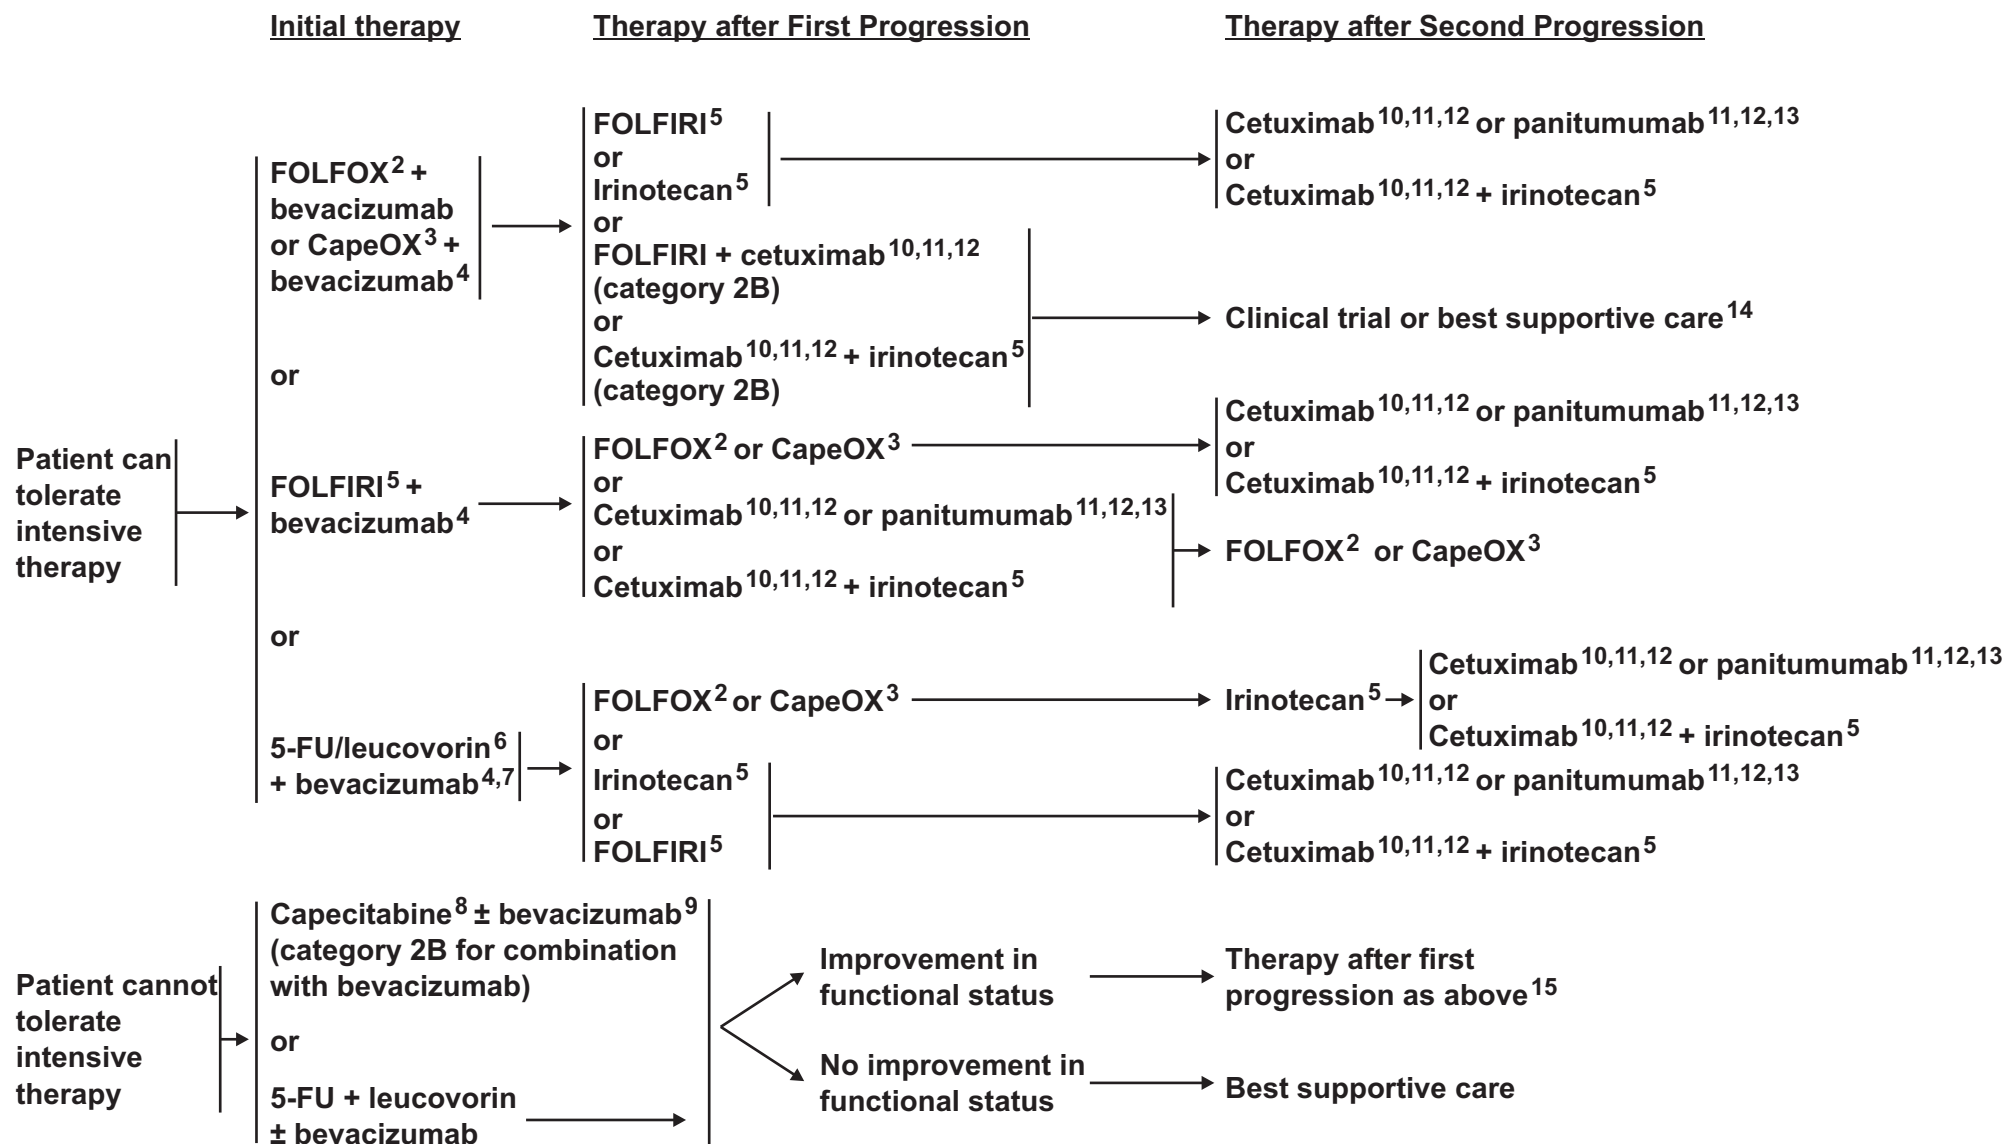 Initial therapy
Therapy after First Progression
Therapy after Second Progression
Patient can
tolerate
intensive
therapy
FOLFOX2 +
bevacizumab
or CapeOX3 +
bevacizumab4
or
FOLFIRI5 +
bevacizumab4
or
5-FU/leucovorin6
+ bevacizumab4,7
FOLFIRI5
or
Irinotecan5
or
FOLFIRI + cetuximab10,11,12
(category 2B)
or
Cetuximab10,11,12 + irinotecan5
(category 2B)
Cetuximab10,11,12 or panitumumab11,12,13
or
Cetuximab10,11,12 + irinotecan5
Clinical trial or best supportive care14
FOLFOX2 or CapeOX3
or
Cetuximab10,11,12 or panitumumab11,12,13
or
Cetuximab10,11,12 + irinotecan5
Cetuximab10,11,12 or panitumumab11,12,13
or
Cetuximab10,11,12 + irinotecan5
FOLFOX2 or CapeOX3
FOLFOX2 or CapeOX3
or
Irinotecan5
or
FOLFIRI5
Irinotecan5
Cetuximab10,11,12 or panitumumab11,12,13
or
Cetuximab10,11,12 + irinotecan5
Cetuximab10,11,12 or panitumumab11,12,13
or
Cetuximab10,11,12 + irinotecan5
Patient cannot
tolerate
intensive
therapy
Capecitabine8 ± bevacizumab9
(category 2B for combination
with bevacizumab)
or
5-FU + leucovorin
± bevacizumab
Improvement in
functional status
Therapy after first
progression as above15
No improvement in
functional status
Best supportive care